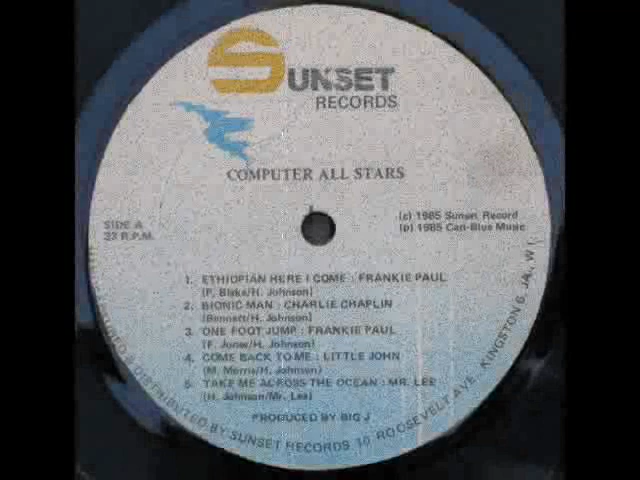 SUNSET
RECORDS
COMPUTER ALL STARS
SIDE A
33 R.P.M.
(c) 1985 Sunset Record
(p) 1985 Cari-Blue Music
1. ETHIOPIAN HERE I COME : FRANKIE PAUL
(P. Blake/H. Johnson)
2. BIONIC MAN : CHARLIE CHAPLIN
(Bennett/H. Johnson)
3. ONE FOOT JUMP : FRANKIE PAUL
(F. Jones/H. Johnson)
4. COME BACK TO ME : LITTLE JOHN
(M. Morris/H. Johnson)
5. TAKE ME ACROSS THE OCEAN : MR. LEE
(H. Johnson/Mr. Lee)
PRODUCED BY BIG J
& DISTRIBUTED BY SUNSET RECORDS 10 ROOSEVELT AVE. KINGSTON 6, JA., W.I.